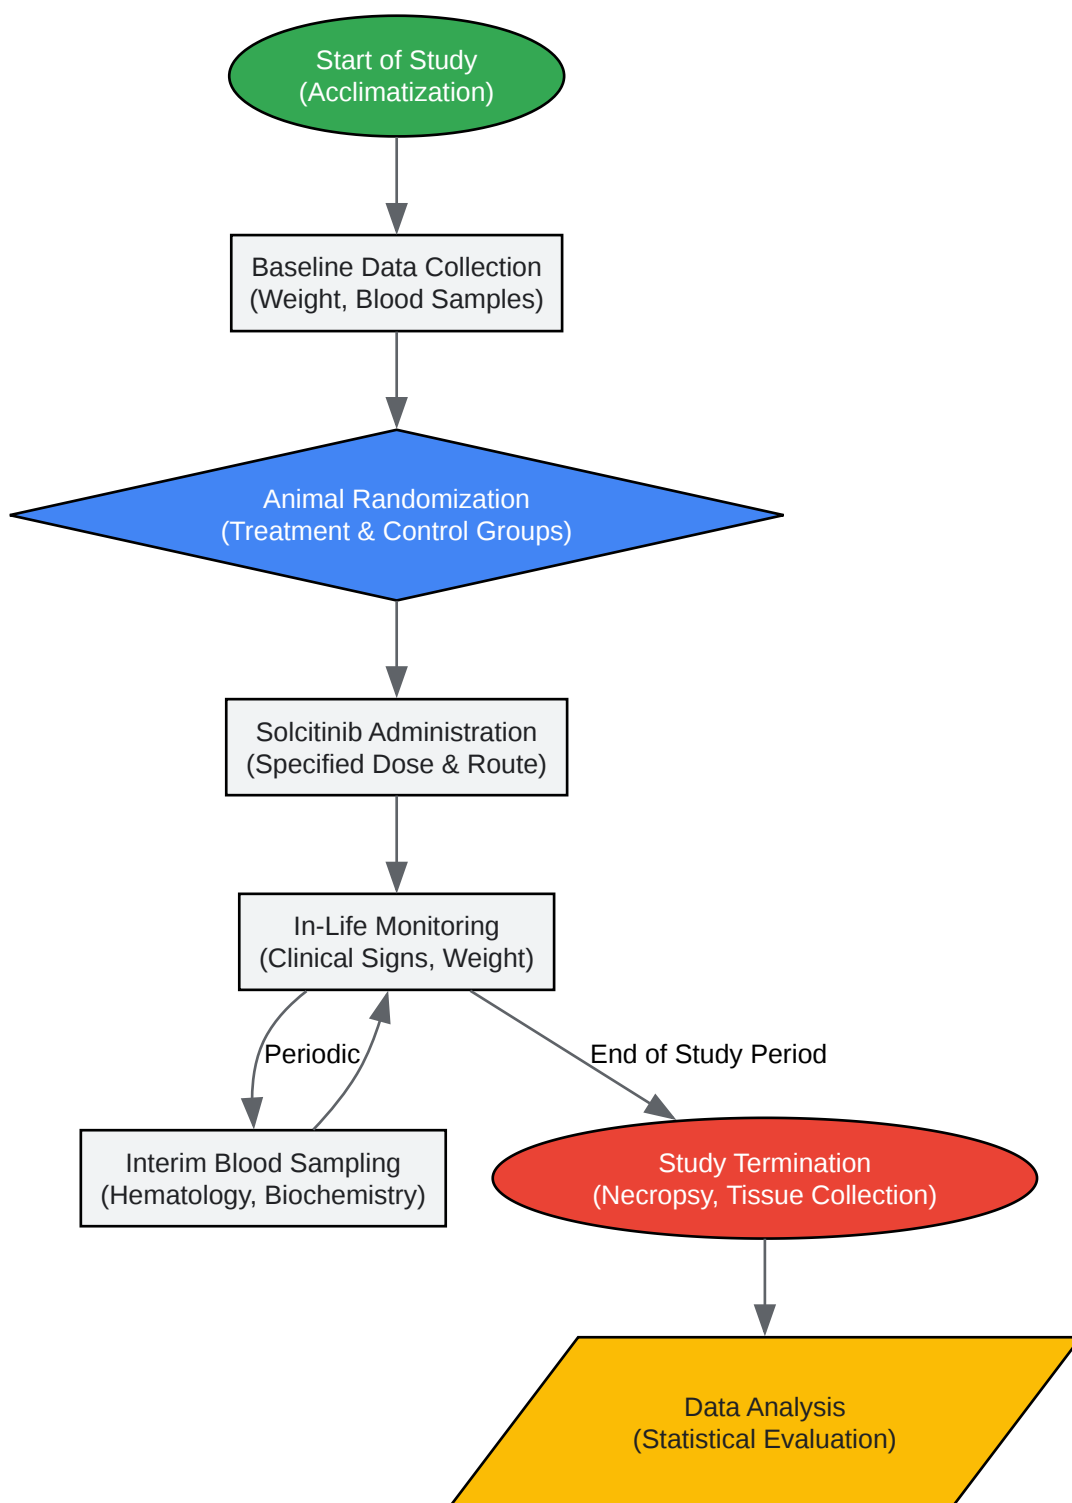 Start of Study
(Acclimatization)
Baseline Data Collection
(Weight, Blood Samples)
Animal Randomization
(Treatment & Control Groups)
Solcitinib Administration
(Specified Dose & Route)
In-Life Monitoring
(Clinical Signs, Weight)
Periodic
End of Study Period
Interim Blood Sampling
(Hematology, Biochemistry)
Study Termination
(Necropsy, Tissue Collection)
Data Analysis
(Statistical Evaluation)